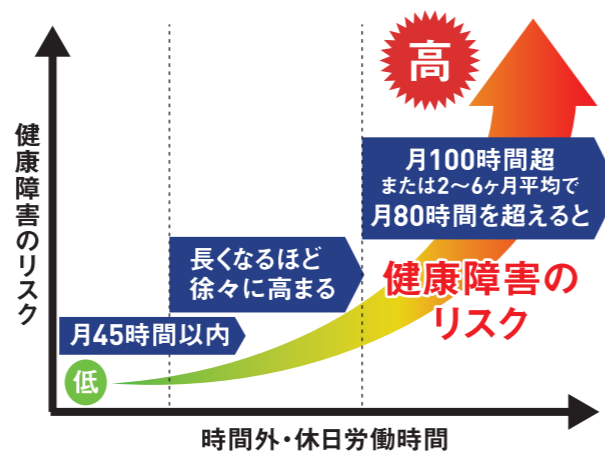 高
月100時間超
または2～6ヶ月平均で
月80時間を超えると
健康障害の
リスク
長くなるほど
徐々に高まる
月45時間以内
低
健康障害のリスク
時間外・休日労働時間